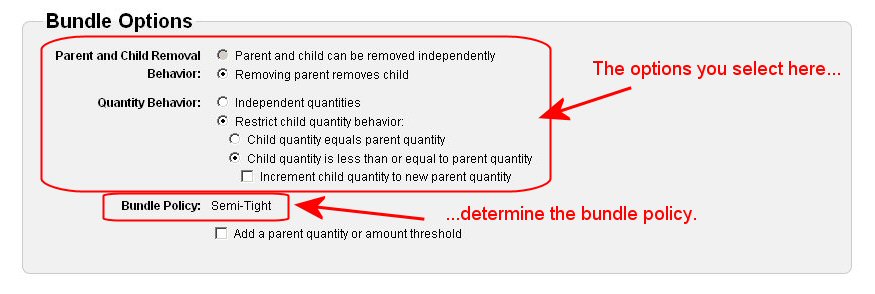 Bundle Options
Parent and Child Removal Behavior:
Parent and child can be removed independently
Removing parent removes child
The options you select here...
Quantity Behavior:
Independent quantities
Restrict child quantity behavior:
Child quantity equals parent quantity
Child quantity is less than or equal to parent quantity
Increment child quantity to new parent quantity
Bundle Policy: Semi-Tight
...determine the bundle policy.
Add a parent quantity or amount threshold